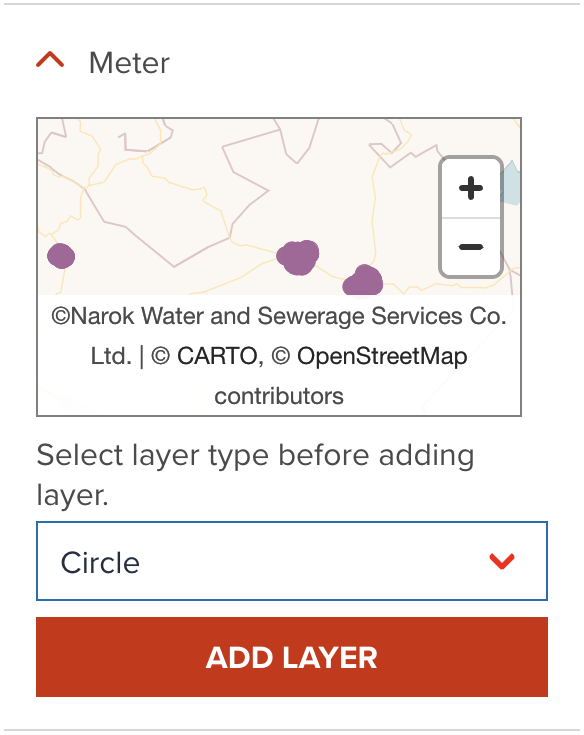 Meter
+
−
©Narok Water and Sewerage Services Co.
Ltd. | © CARTO, © OpenStreetMap
contributors
Select layer type before adding
layer.
Circle
ADD LAYER